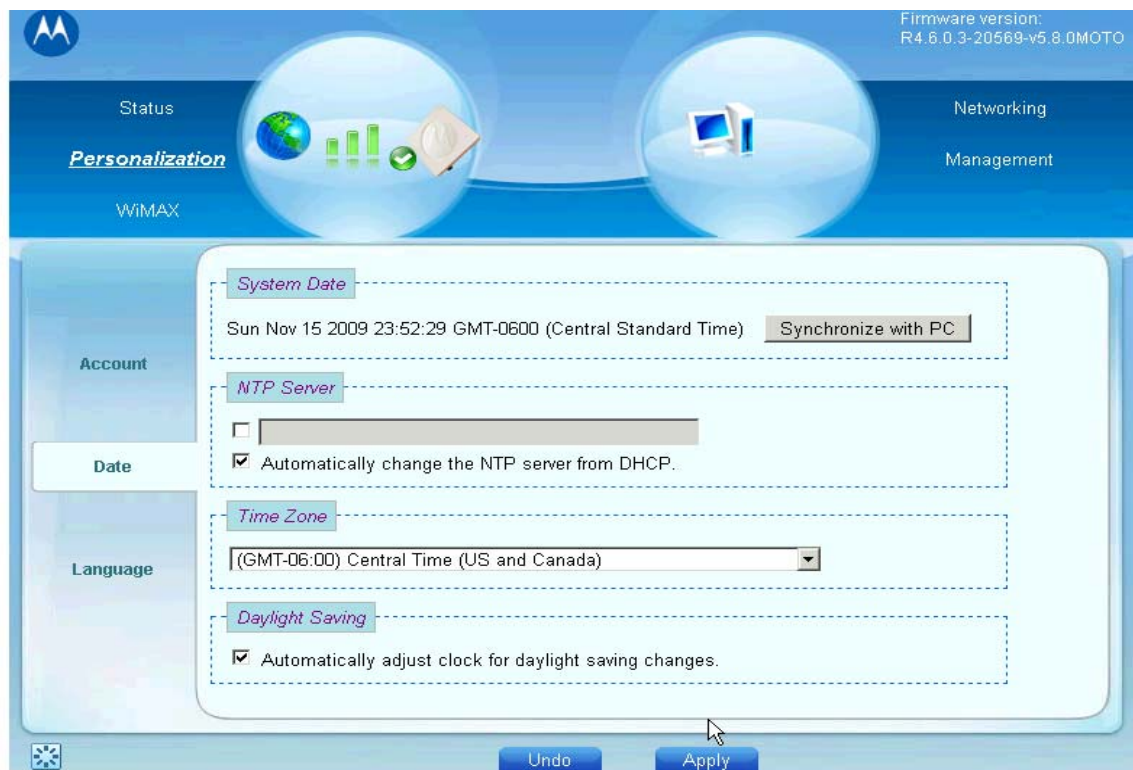 Firmware version:
R4.6.0.3-20569-v5.8.0MOTO
Status
Personalization
WiMAX
Networking
Management
Account
Date
Language
System Date
Sun Nov 15 2009 23:52:29 GMT-0600 (Central Standard Time) Synchronize with PC
NTP Server
Automatically change the NTP server from DHCP.
Time Zone
(GMT-06:00) Central Time (US and Canada)
Daylight Saving
Automatically adjust clock for daylight saving changes.
Undo Apply